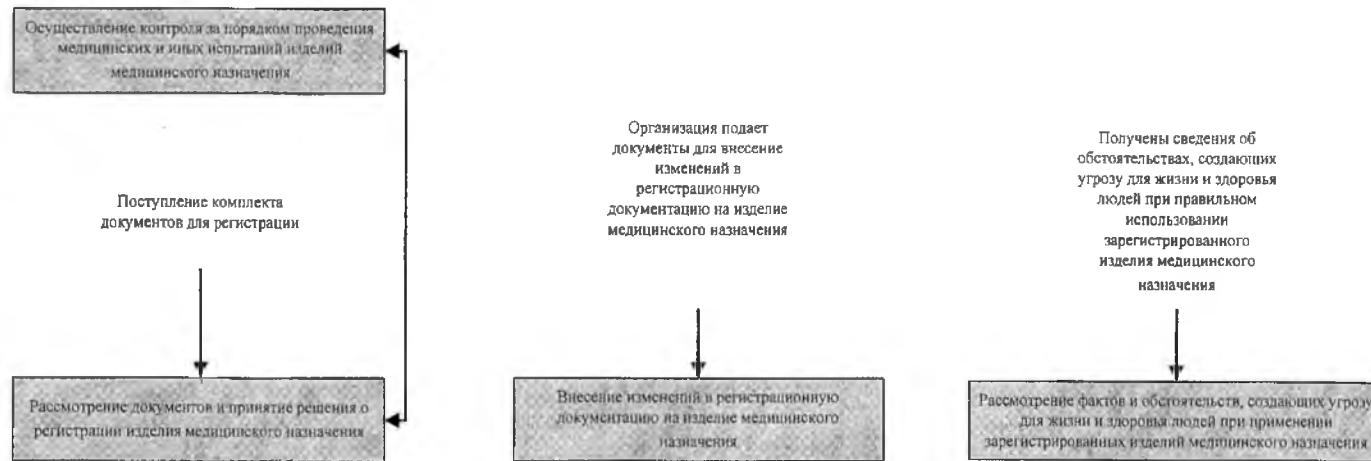 Осуществление контроля за порядком проведения
медицинских и иных испытаний изделий
медицинского назначения
Поступление комплекта
документов для регистрации
Рассмотрение документов и принятие решения о
регистрации изделия медицинского назначения
Организация подает
документы для внесение
изменений в
регистрационную
документацию на изделие
медицинского назначения
Внесение изменений в регистрационную
документацию на изделие медицинского
назначения
Получены сведения об
обстоятельствах, создающих
угрозу для жизни и здоровья
людей при правильном
использовании
зарегистрированного
изделия медицинского
назначения
Рассмотрение фактов и обстоятельств, создающих угрозу
для жизни и здоровья людей при применении
зарегистрированных изделий медицинского назначения